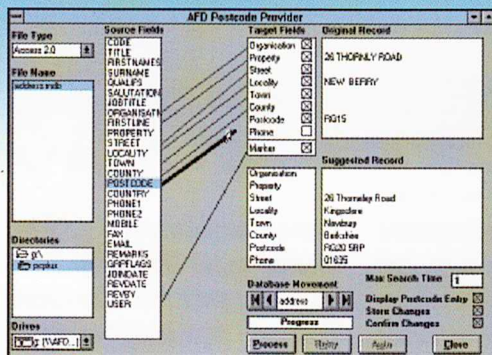 AFD Postcode Provider
File Type
Access 2.0
File Name
address.mdb
Directories
g:\
pcplus
Drives
g: [\\AFD...]
Source Fields
CODE
TITLE
FIRSTNAMES
SURNAME
QUALIFS
SALUTATION
JOBTITLE
ORGANISATN
FIRSTLINE
PROPERTY
STREET
LOCALITY
TOWN
COUNTY
POSTCODE
COUNTRY
PHONE1
PHONE2
MOBILE
FAX
EMAIL
REMARKS
GRPFLAGS
JOINDATE
REVDATE
REVBY
USER
Target Fields
Organisation
Property
Street
Locality
Town
County
Postcode
Phone
Marker
Original Record
26 THORNLY ROAD
NEW BERRY
RG15
Organisation
Property
Street
Locality
Town
County
Postcode
Phone
Suggested Record
26 Thornsley Road
Kingsclere
Newbury
Berkshire
RG20 5RP
01635
Database Movement
address
Progress
Max Search Time
1
Display Postcode Entry
Store Changes
Confirm Changes
Process
Retry
Close